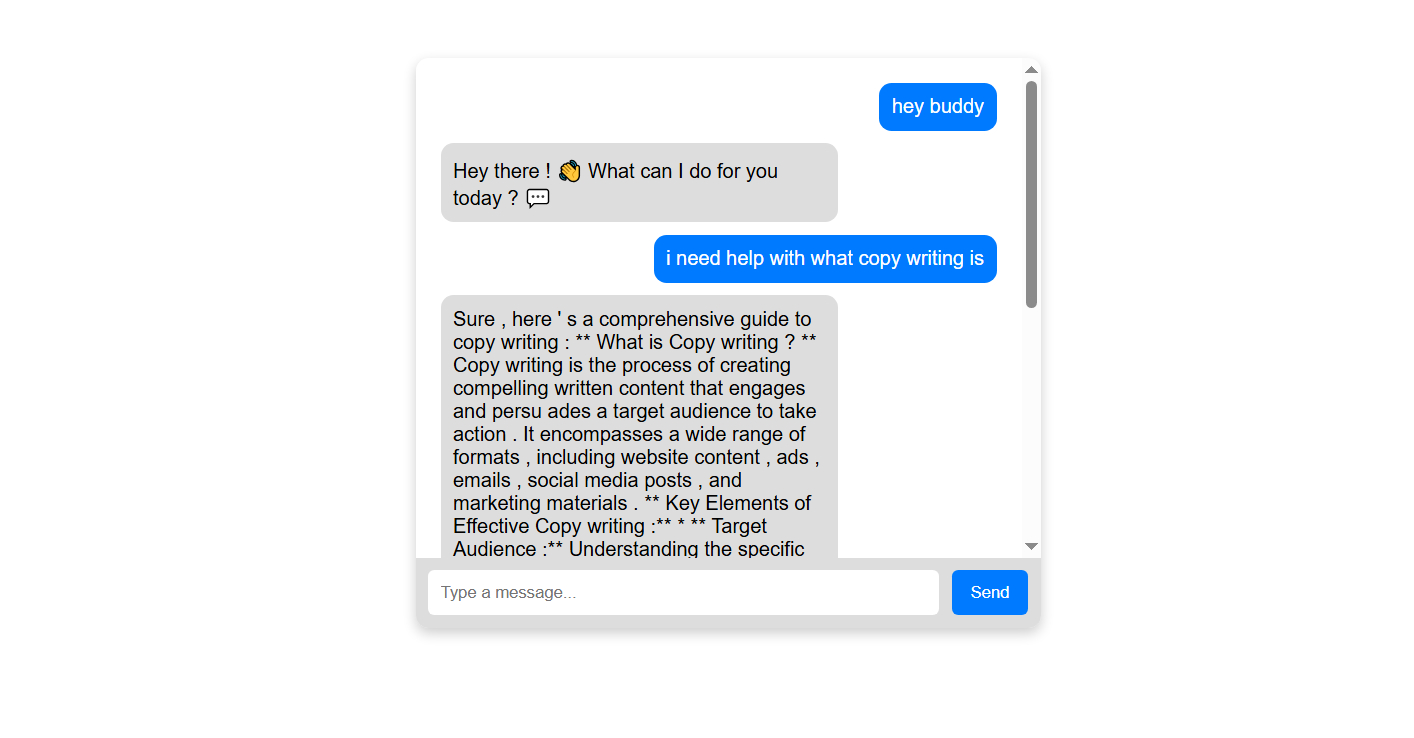 hey buddy
Hey there ! 👋 What can I do for you
today ? 💬
i need help with what copy writing is
Sure , here ' s a comprehensive guide to
copy writing : ** What is Copy writing ? **
Copy writing is the process of creating
compelling written content that engages
and persu ades a target audience to take
action . It encompasses a wide range of
formats , including website content , ads ,
emails , social media posts , and
marketing materials . ** Key Elements of
Effective Copy writing :** * ** Target
Audience :** Understanding the specific
Type a message...
Send